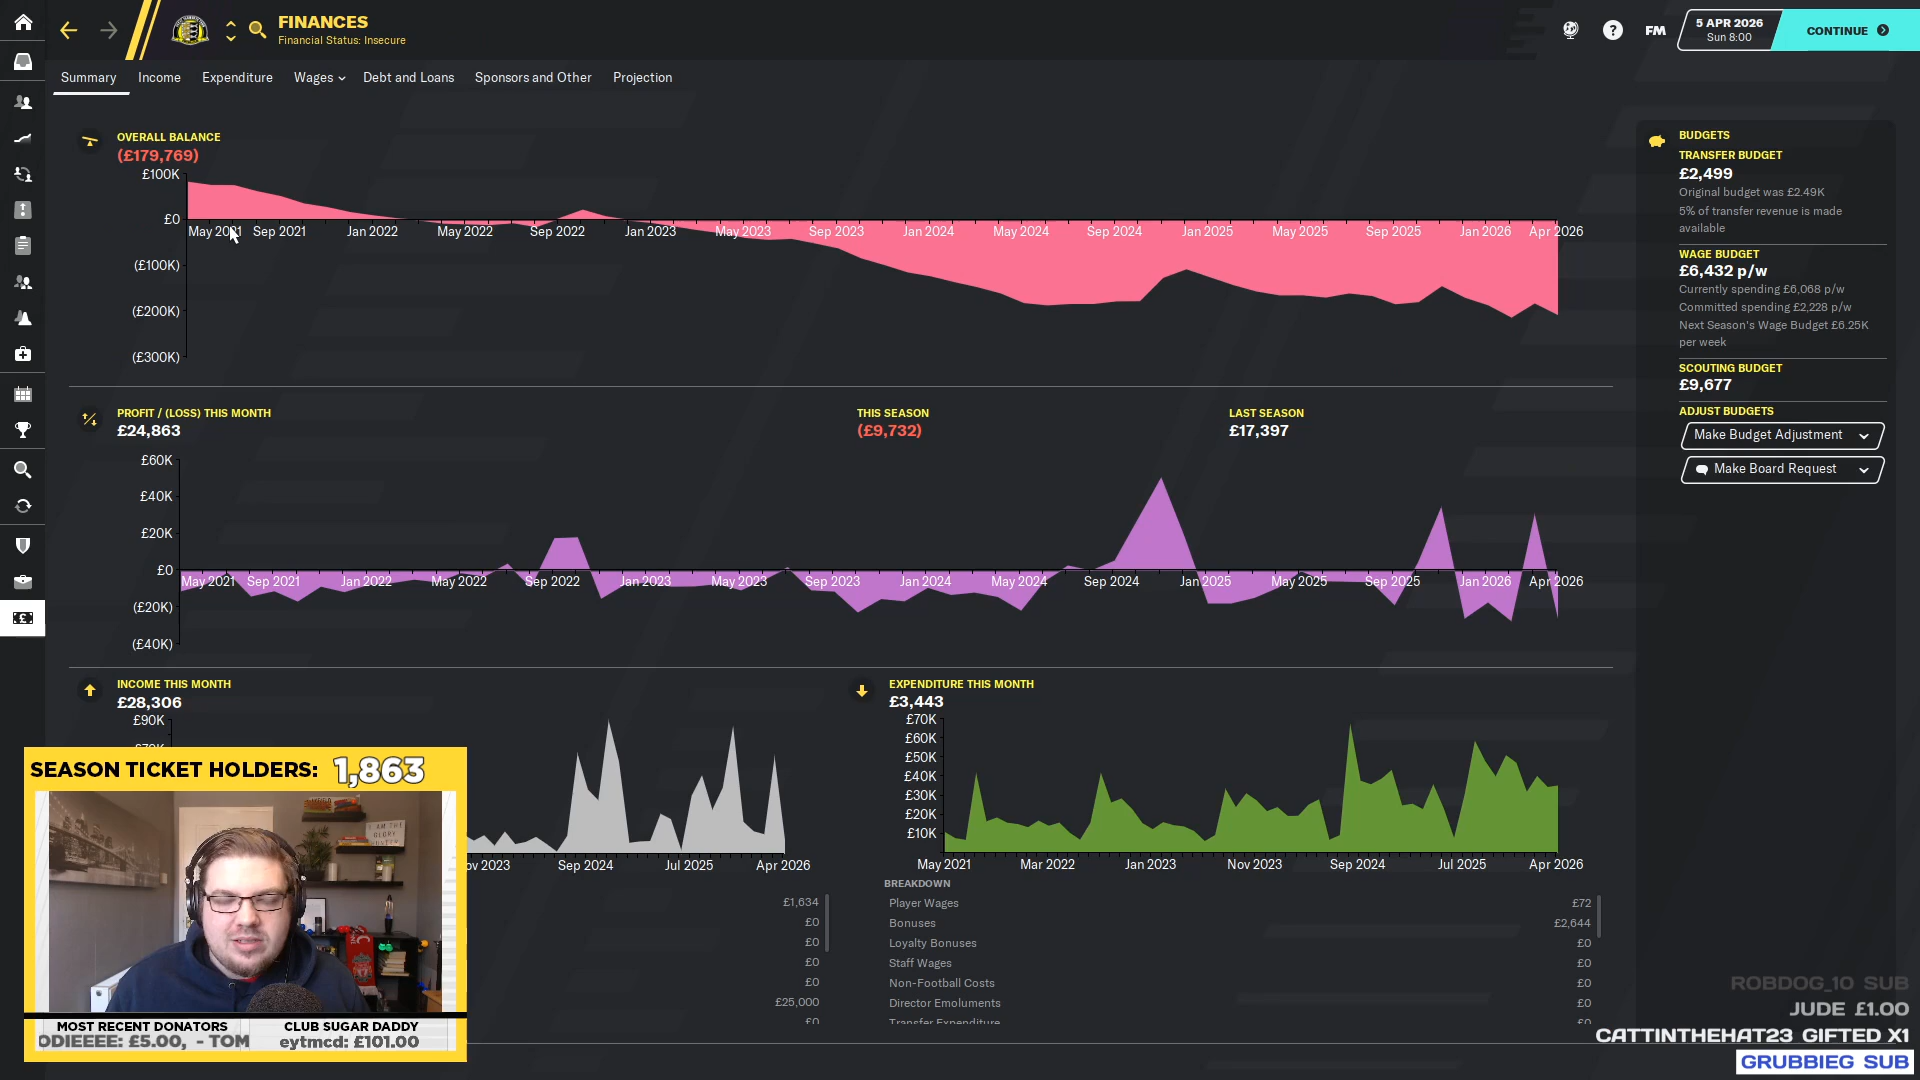 FINANCES
Financial Status: Insecure
FM
5 APR 2026
Sun 8:00
CONTINUE
Summary
Income
Expenditure
Wages
Debt and Loans
Sponsors and Other
Projection
OVERALL BALANCE
(£179,769)
£100K
£0
(£100K)
(£200K)
(£300K)
May 2021 Sep 2021 Jan 2022 May 2022 Sep 2022 Jan 2023 May 2023 Sep 2023 Jan 2024 May 2024 Sep 2024 Jan 2025 May 2025 Sep 2025 Jan 2026 Apr 2026
PROFIT / (LOSS) THIS MONTH
£24,863
THIS SEASON
(£9,732)
LAST SEASON
£17,397
£60K
£40K
£20K
£0
(£20K)
(£40K)
May 2021 Sep 2021 Jan 2022 May 2022 Sep 2022 Jan 2023 May 2023 Sep 2023 Jan 2024 May 2024 Sep 2024 Jan 2025 May 2025 Sep 2025 Jan 2026 Apr 2026
INCOME THIS MONTH
£28,306
£90K
Sep 2024 Jul 2025 Apr 2026
£1,634
£0
£0
£0
£0
£25,000
£0
EXPENDITURE THIS MONTH
£3,443
£70K
£60K
£50K
£40K
£30K
£20K
£10K
May 2021 Mar 2022 Jan 2023 Nov 2023 Sep 2024 Jul 2025 Apr 2026
BREAKDOWN
Player Wages £72
Bonuses £2,644
Loyalty Bonuses £0
Staff Wages £0
Non-Football Costs £0
Director Emoluments £0
Transfer Expenditure £0
BUDGETS
TRANSFER BUDGET
£2,499
Original budget was £2.49K
5% of transfer revenue is made
available
WAGE BUDGET
£6,432 p/w
Currently spending £6,068 p/w
Committed spending £2,228 p/w
Next Season's Wage Budget £6.25K
per week
SCOUTING BUDGET
£9,677
ADJUST BUDGETS
Make Budget Adjustment
Make Board Request
SEASON TICKET HOLDERS: 1,863
I AM THE
GLORY
HUNTER
MOST RECENT DONATORS
ODIEEEE: £5.00, - TOM
CLUB SUGAR DADDY
eytmcd: £101.00
ROBDOG_10 SUB
JUDE £1.00
CATTINTHEHAT23 GIFTED X1
GRUBBIEG SUB